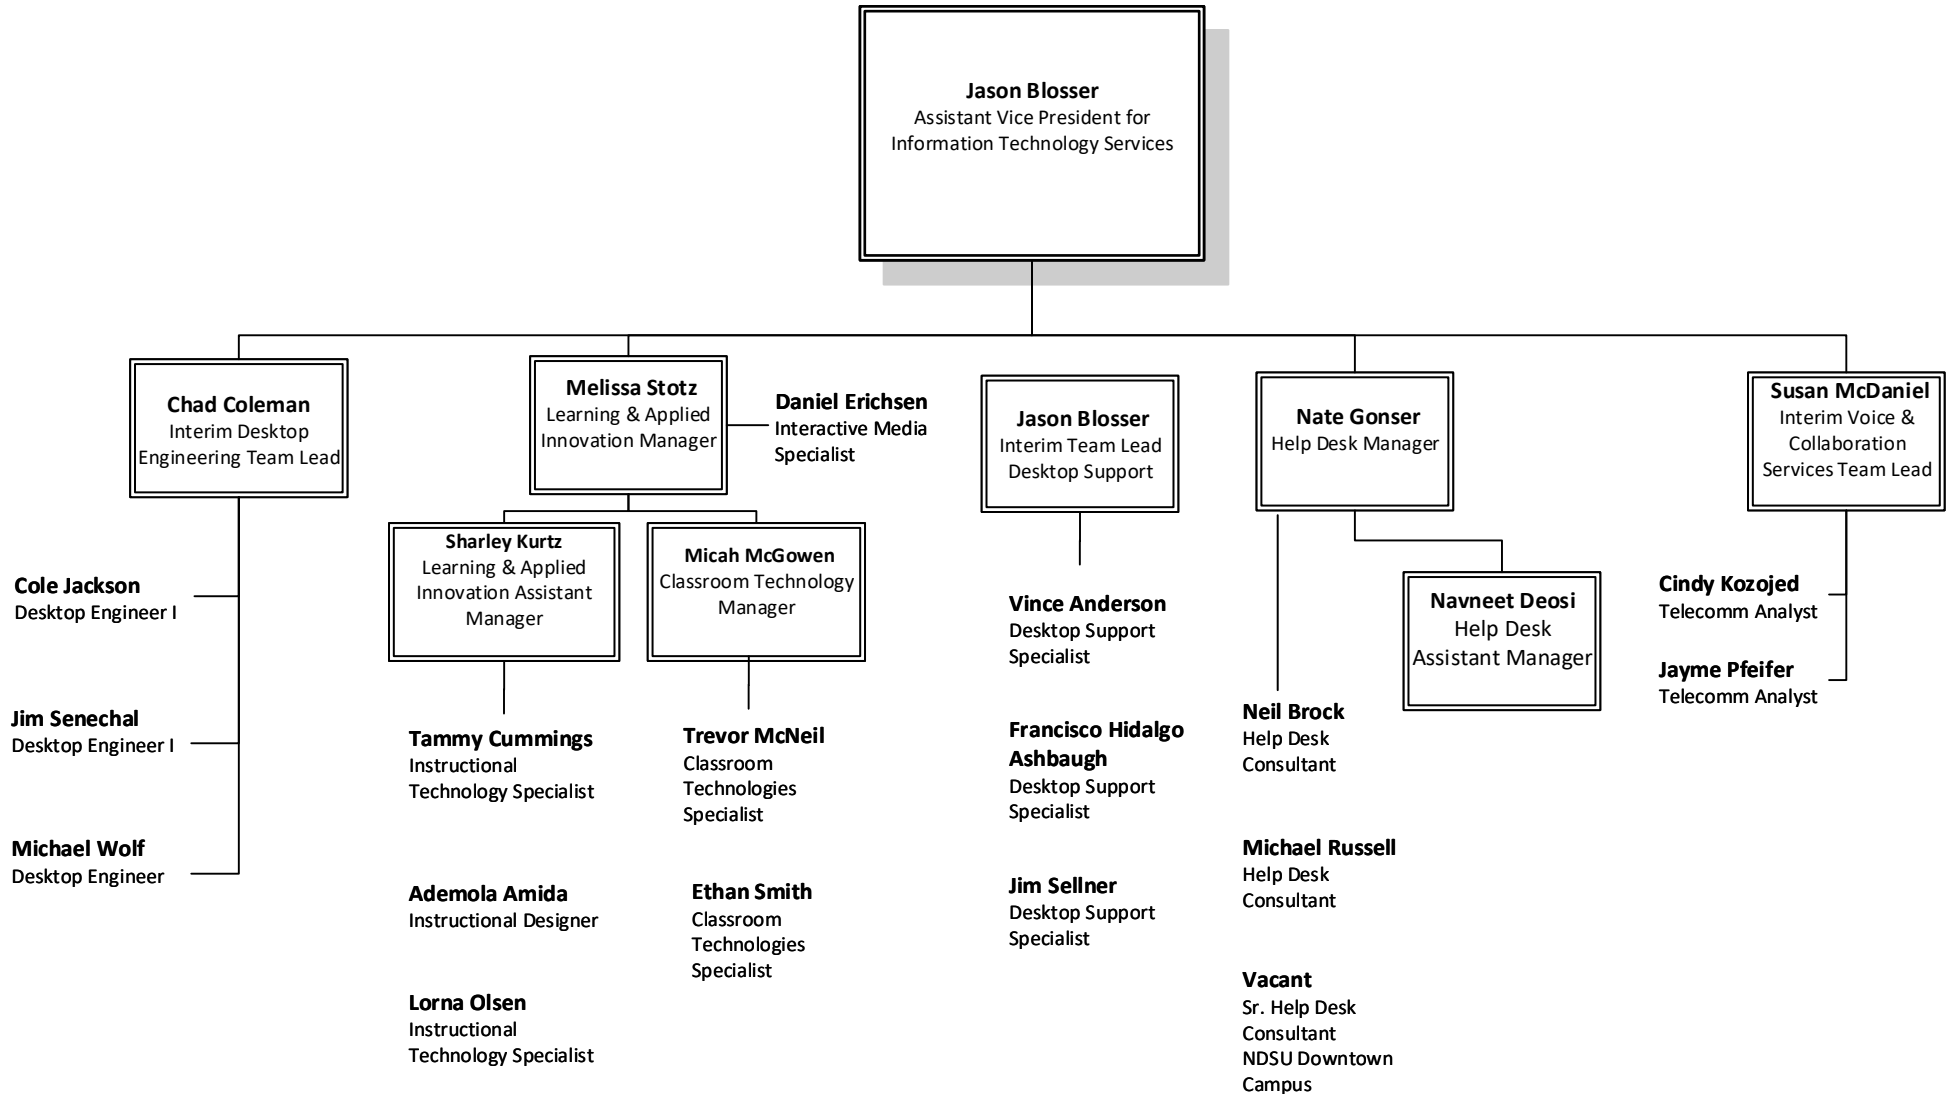 Jason Blosser
Assistant Vice President for
Information Technology Services
Chad Coleman
Interim Desktop
Engineering Team Lead
Cole Jackson
Desktop Engineer I
Jim Senechal
Desktop Engineer I
Michael Wolf
Desktop Engineer
Melissa Stotz
Learning & Applied
Innovation Manager
Daniel Erichsen
Interactive Media
Specialist
Sharley Kurtz
Learning & Applied
Innovation Assistant
Manager
Tammy Cummings
Instructional
Technology Specialist
Ademola Amida
Instructional Designer
Lorna Olsen
Instructional
Technology Specialist
Micah McGowen
Classroom Technology
Manager
Trevor McNeil
Classroom
Technologies
Specialist
Ethan Smith
Classroom
Technologies
Specialist
Jason Blosser
Interim Team Lead
Desktop Support
Vince Anderson
Desktop Support
Specialist
Francisco Hidalgo
Ashbaugh
Desktop Support
Specialist
Jim Sellner
Desktop Support
Specialist
Nate Gonser
Help Desk Manager
Navneet Deosi
Help Desk
Assistant Manager
Neil Brock
Help Desk
Consultant
Michael Russell
Help Desk
Consultant
Vacant
Sr. Help Desk
Consultant
NDSU Downtown
Campus
Susan McDaniel
Interim Voice &
Collaboration
Services Team Lead
Cindy Kozojed
Telecomm Analyst
Jayme Pfeifer
Telecomm Analyst